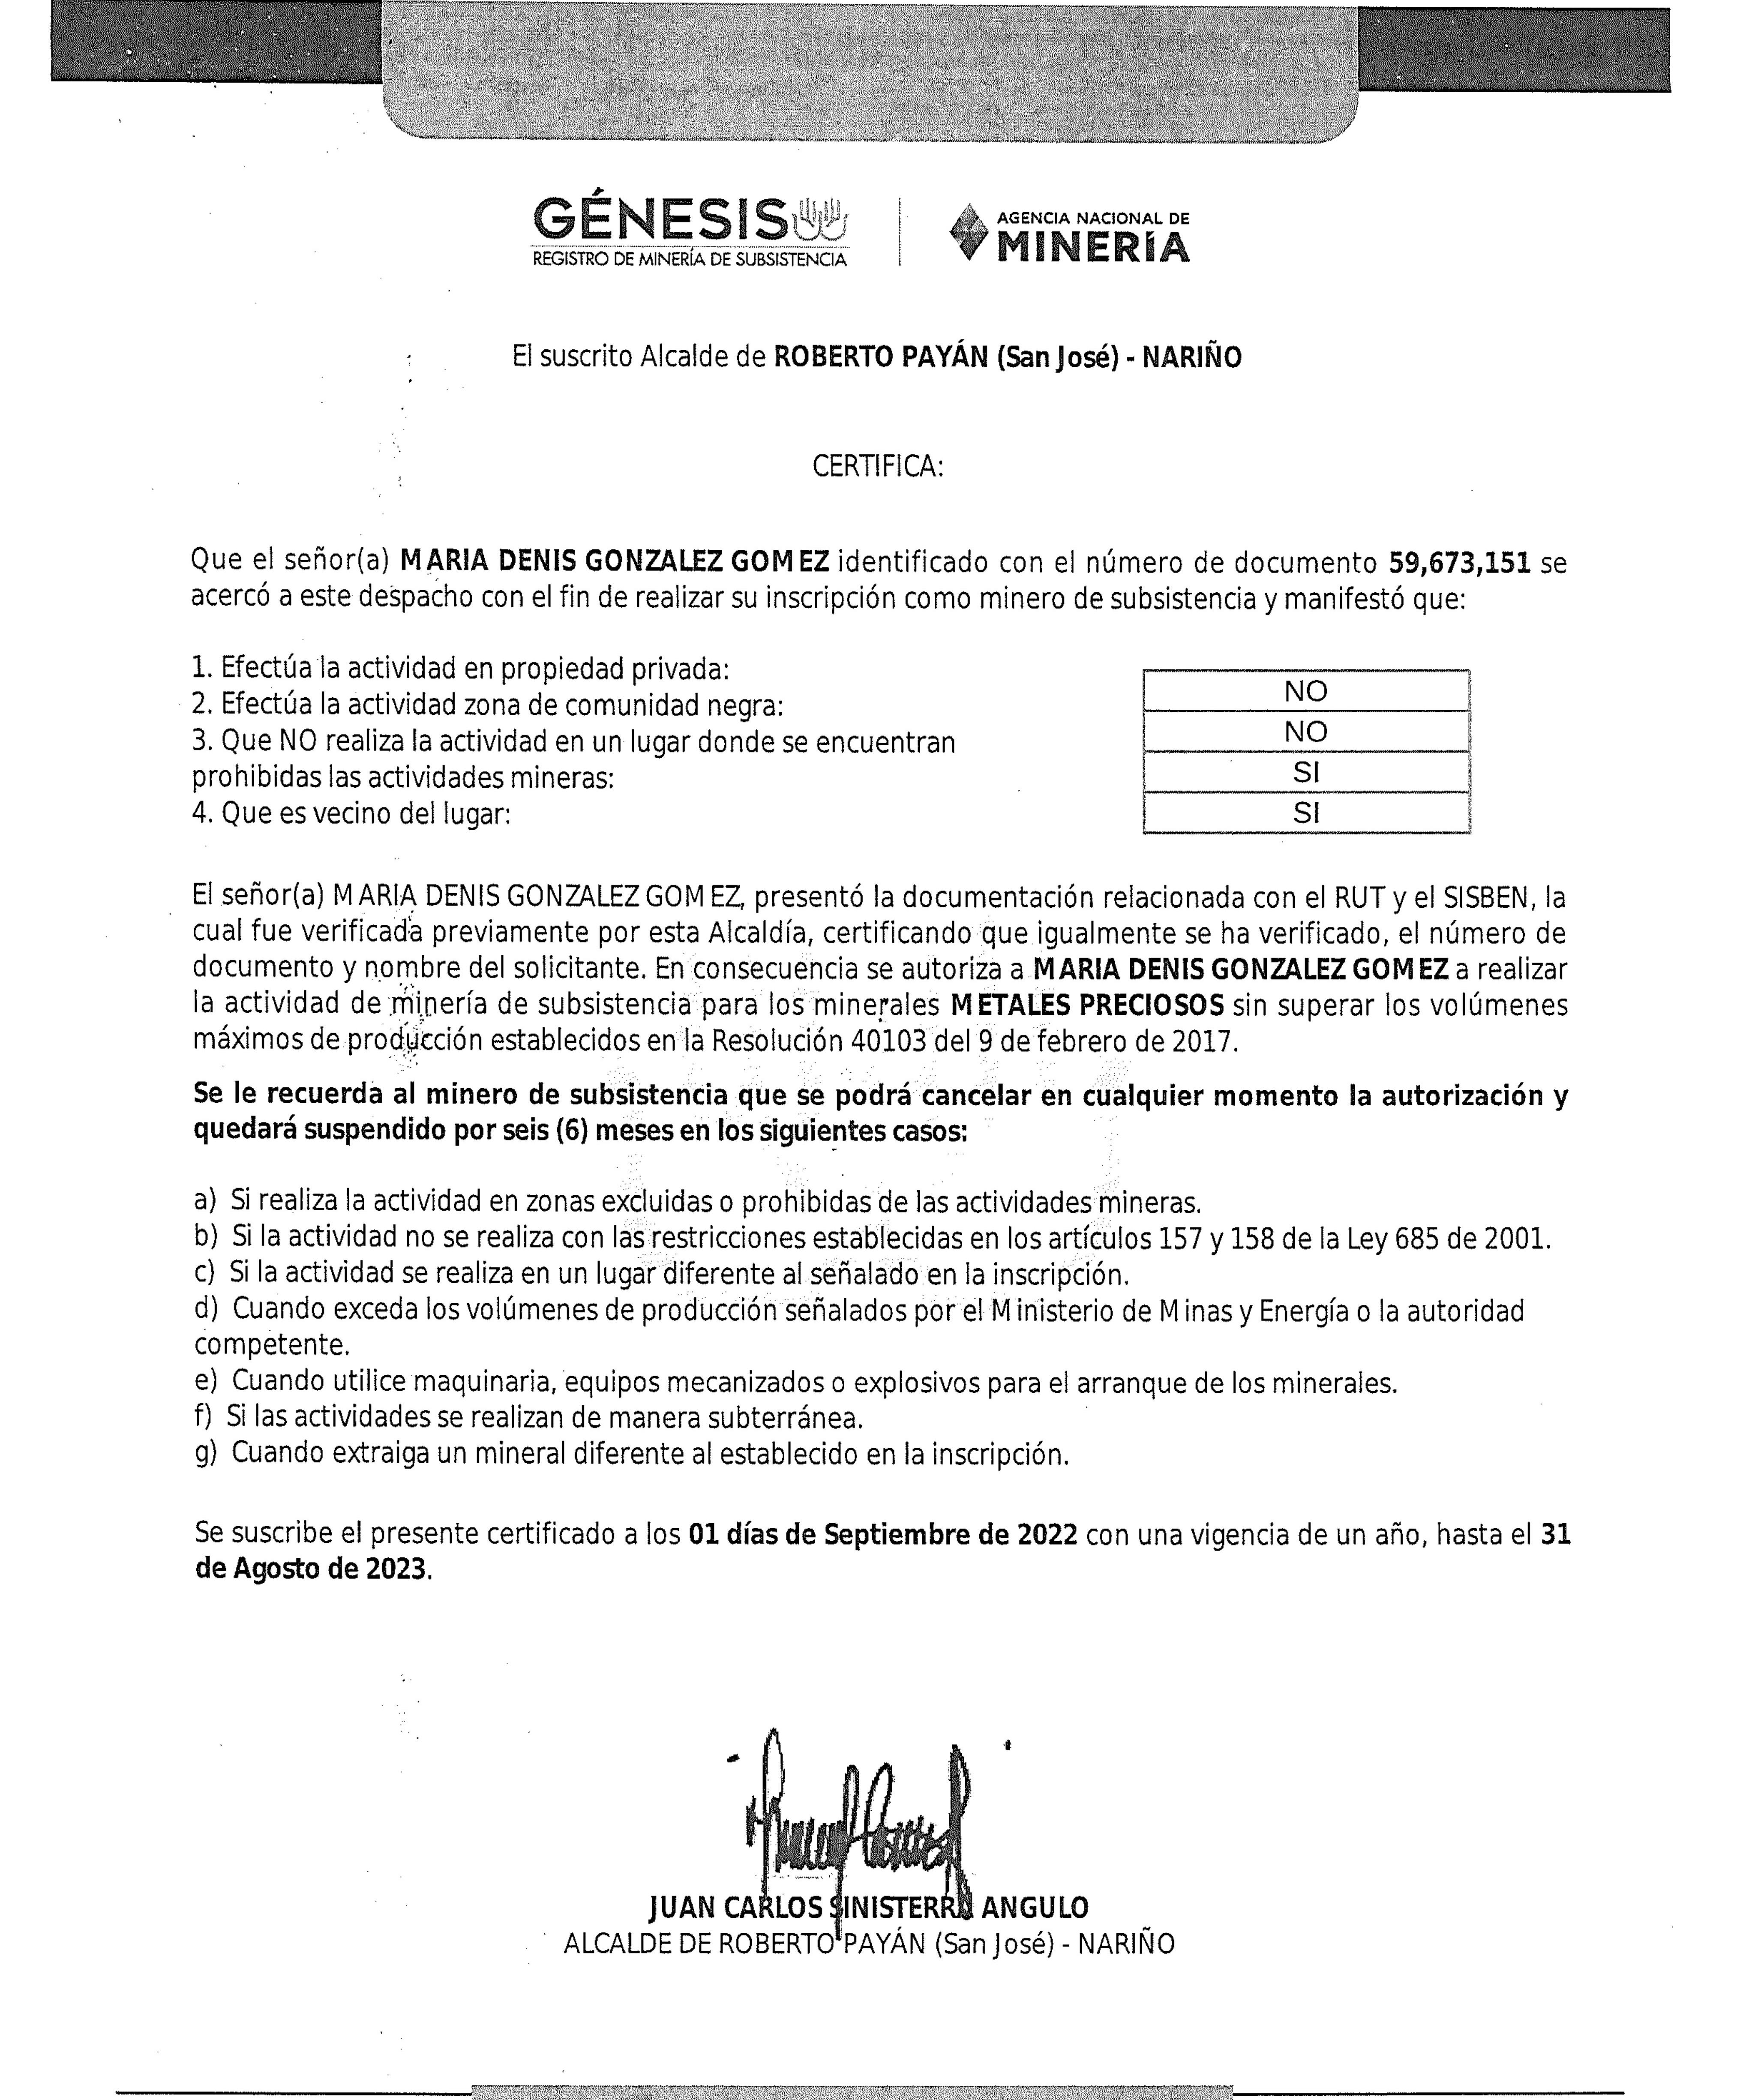 GÉNESIS
REGISTRO DE MINERÍA DE SUBSISTENCIA
AGENCIA NACIONAL DE
MINERÍA
El suscrito Alcalde de ROBERTO PAYÁN (San José) - NARIÑO
CERTIFICA:
Que el señor(a) MARIA DENIS GONZALEZ GOMEZ identificado con el número de documento 59,673,151 se
acercó a este despacho con el fin de realizar su inscripción como minero de subsistencia y manifestó que:
1. Efectúa la actividad en propiedad privada:
NO
2. Efectúa la actividad zona de comunidad negra:
NO
3. Que NO realiza la actividad en un lugar donde se encuentran
prohibidas las actividades mineras:
SI
4. Que es vecino del lugar:
SI
El señor(a) MARIA DENIS GONZALEZ GOMEZ, presentó la documentación relacionada con el RUT y el SISBEN, la
cual fue verificada previamente por esta Alcaldía, certificando que igualmente se ha verificado, el número de
documento y nombre del solicitante. En consecuencia se autoriza a MARIA DENIS GONZALEZ GOMEZ a realizar
la actividad de minería de subsistencia para los minerales METALES PRECIOSOS sin superar los volúmenes
máximos de producción establecidos en la Resolución 40103 del 9 de febrero de 2017.
Se le recuerda al minero de subsistencia que se podrá cancelar en cualquier momento la autorización y
quedará suspendido por seis (6) meses en los siguientes casos:
a) Si realiza la actividad en zonas excluidas o prohibidas de las actividades mineras.
b) Si la actividad no se realiza con las restricciones establecidas en los artículos 157 y 158 de la Ley 685 de 2001.
c) Si la actividad se realiza en un lugar diferente al señalado en la inscripción.
d) Cuando exceda los volúmenes de producción señalados por el Ministerio de Minas y Energía o la autoridad
competente.
e) Cuando utilice maquinaria, equipos mecanizados o explosivos para el arranque de los minerales.
f) Si las actividades se realizan de manera subterránea.
g) Cuando extraiga un mineral diferente al establecido en la inscripción.
Se suscribe el presente certificado a los 01 días de Septiembre de 2022 con una vigencia de un año, hasta el 31
de Agosto de 2023.
JUAN CARLOS SINISTERRA ANGULO
ALCALDE DE ROBERTO PAYÁN (San José) - NARIÑO